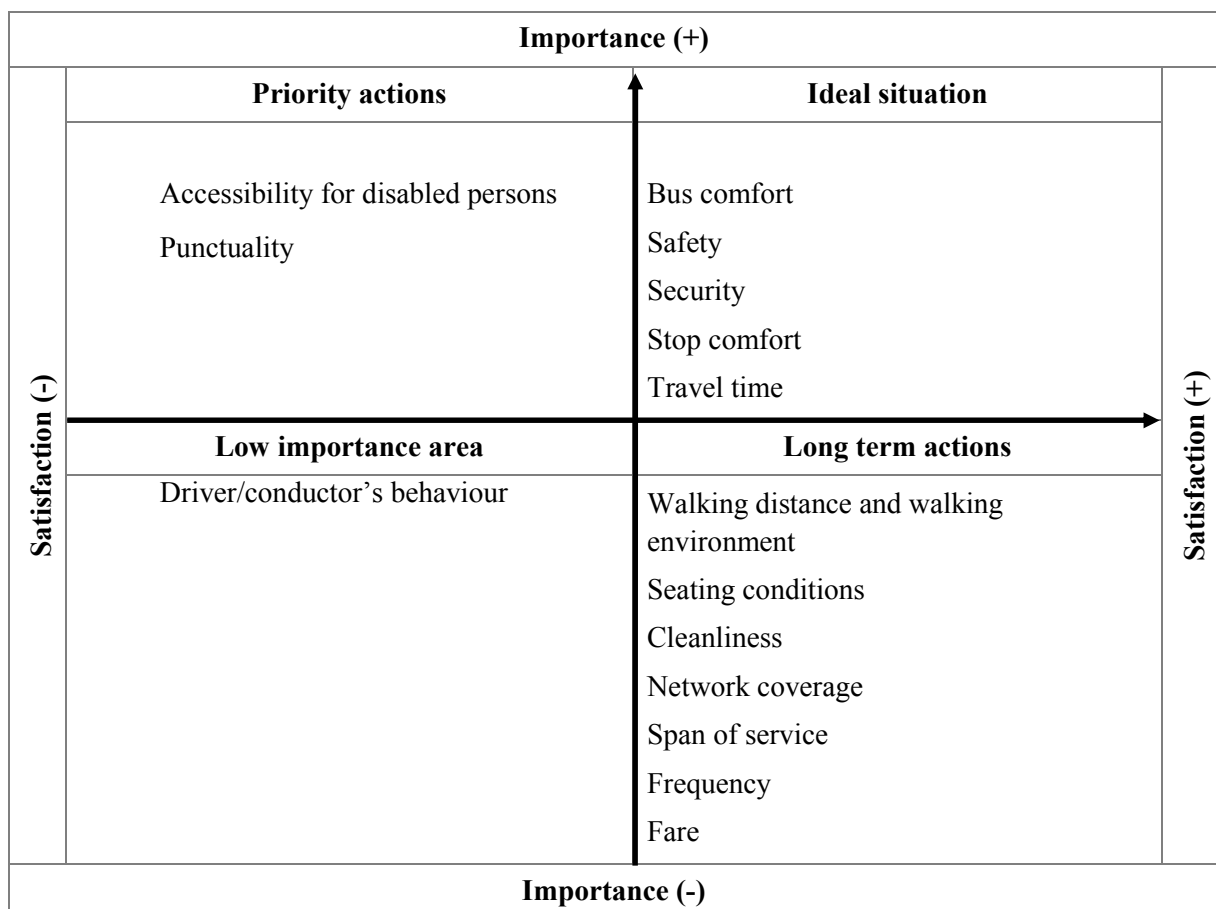 Importance (+)
Priority actions
Ideal situation
Accessibility for disabled persons
Punctuality
Bus comfort
Safety
Security
Stop comfort
Travel time
Satisfaction (-)
Satisfaction (+)
Low importance area
Long term actions
Driver/conductor’s behaviour
Walking distance and walking
environment
Seating conditions
Cleanliness
Network coverage
Span of service
Frequency
Fare
Importance (-)